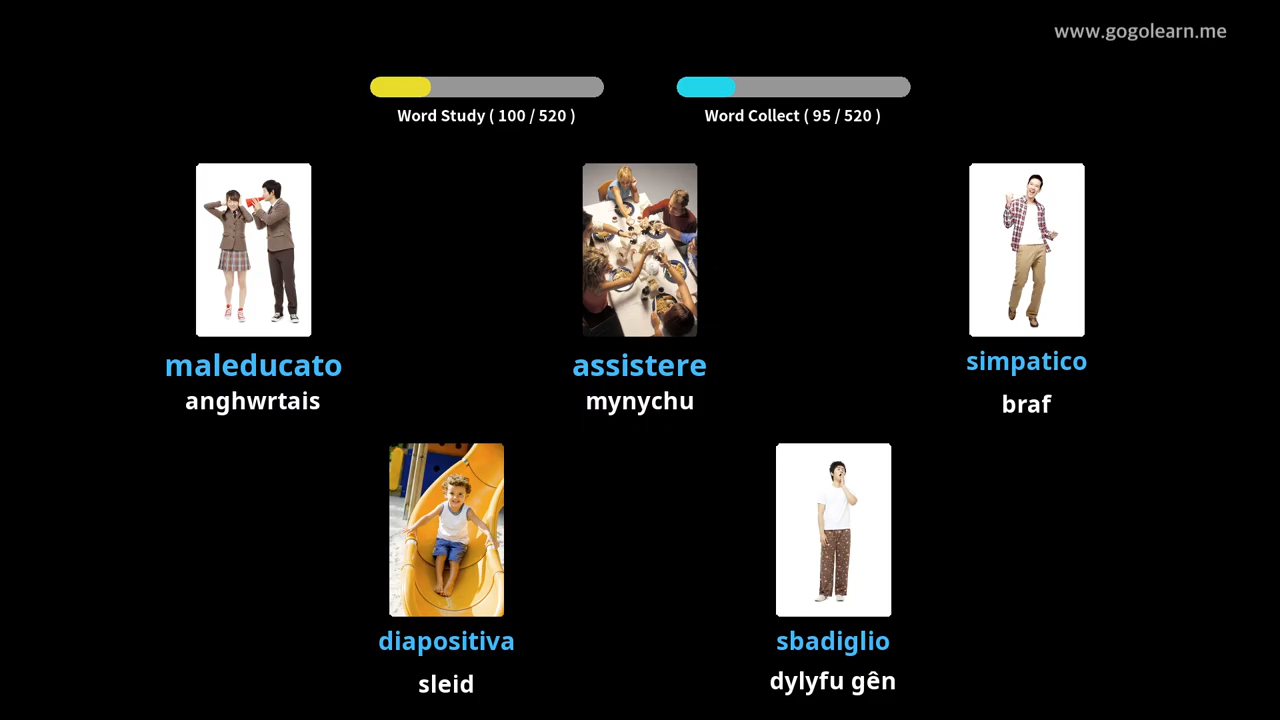 www.gogolearn.me
Word Study ( 100 / 520 )
Word Collect ( 95 / 520 )
maleducato
anghwrtais
assistere
mynychu
simpatico
braf
diapositiva
sleid
sbadiglio
dylyfu gên